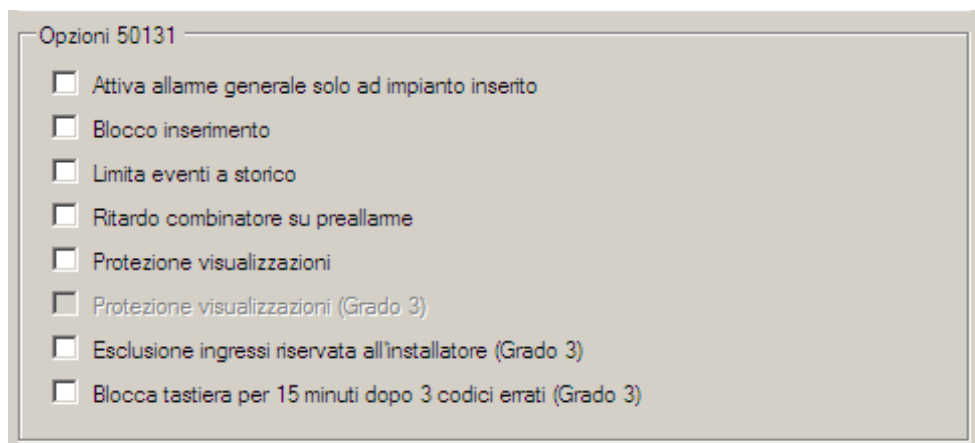 Opzioni 50131
Attiva allarme generale solo ad impianto inserito
Blocco inserimento
Limita eventi a storico
Ritardo combinatore su preallarme
Protezione visualizzazioni
Protezione visualizzazioni (Grado 3)
Esclusione ingressi riservata all'installatore (Grado 3)
Blocca tastiera per 15 minuti dopo 3 codici errati (Grado 3)